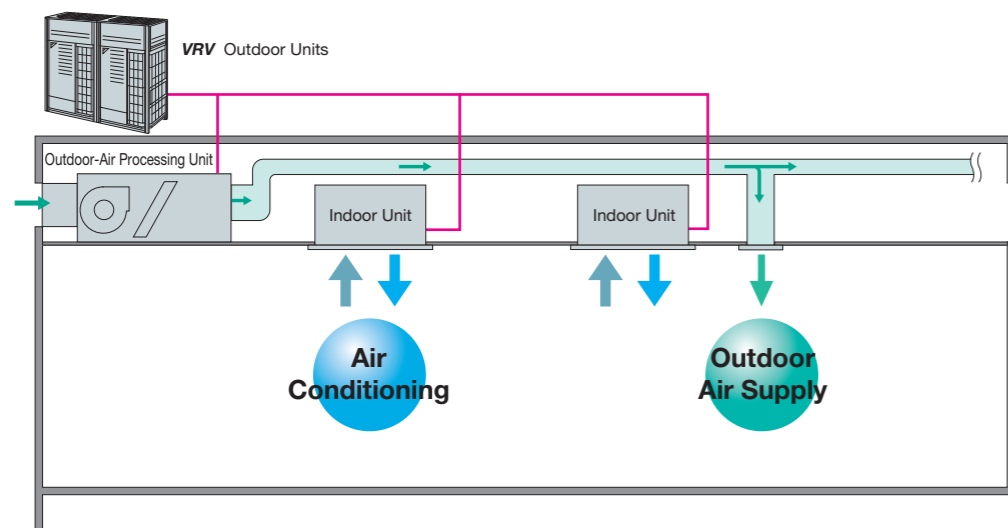 VRV Outdoor Units
Outdoor-Air Processing Unit
Indoor Unit
Indoor Unit
Air
Conditioning
Outdoor
Air Supply